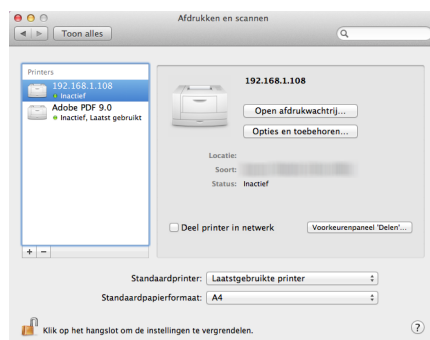 Afdrukken en scannen
Toon alles
Printers
192.168.1.108
Inactief
Adobe PDF 9.0
Inactief, Laatst gebruikt
192.168.1.108
Open afdrukwachtrij...
Opties en toebehoren...
Locatie:
Soort:
Status: Inactief
Deel printer in netwerk
Voorkeurenpaneel 'Delen'...
+ −
Standaardprinter: Laatstgebruikte printer
Standaardpapierformaat: A4
Klik op het hangslot om de instellingen te vergrendelen.
?